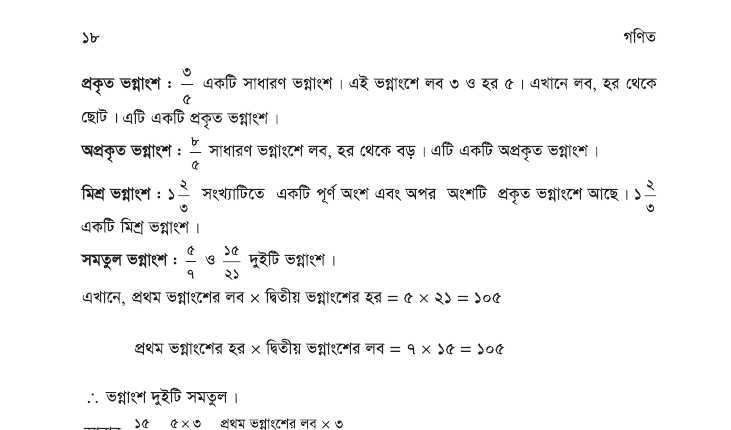 ১৮ গণিত
প্রকৃত ভগ্নাংশ : ৩/৫ একটি সাধারণ ভগ্নাংশ। এই ভগ্নাংশে লব ৩ ও হর ৫। এখানে লব, হর থেকে
ছোট। এটি একটি প্রকৃত ভগ্নাংশ।
অপ্রকৃত ভগ্নাংশ : ৮/৫ সাধারণ ভগ্নাংশে লব, হর থেকে বড়। এটি একটি অপ্রকৃত ভগ্নাংশ।
মিশ্র ভগ্নাংশ : ১ ২/৩ সংখ্যাটিতে একটি পূর্ণ অংশ এবং অপর অংশটি প্রকৃত ভগ্নাংশে আছে। ১ ২/৩
একটি মিশ্র ভগ্নাংশ।
সমতুল ভগ্নাংশ : ৫/৭ ও ১৫/২১ দুইটি ভগ্নাংশ।
এখানে, প্রথম ভগ্নাংশের লব × দ্বিতীয় ভগ্নাংশের হর = ৫ × ২১ = ১০৫
প্রথম ভগ্নাংশের হর × দ্বিতীয় ভগ্নাংশের লব = ৭ × ১৫ = ১০৫
∴ ভগ্নাংশ দুইটি সমতুল।
১৫ ৫×৩ প্রথম ভগ্নাংশের লব × ৩